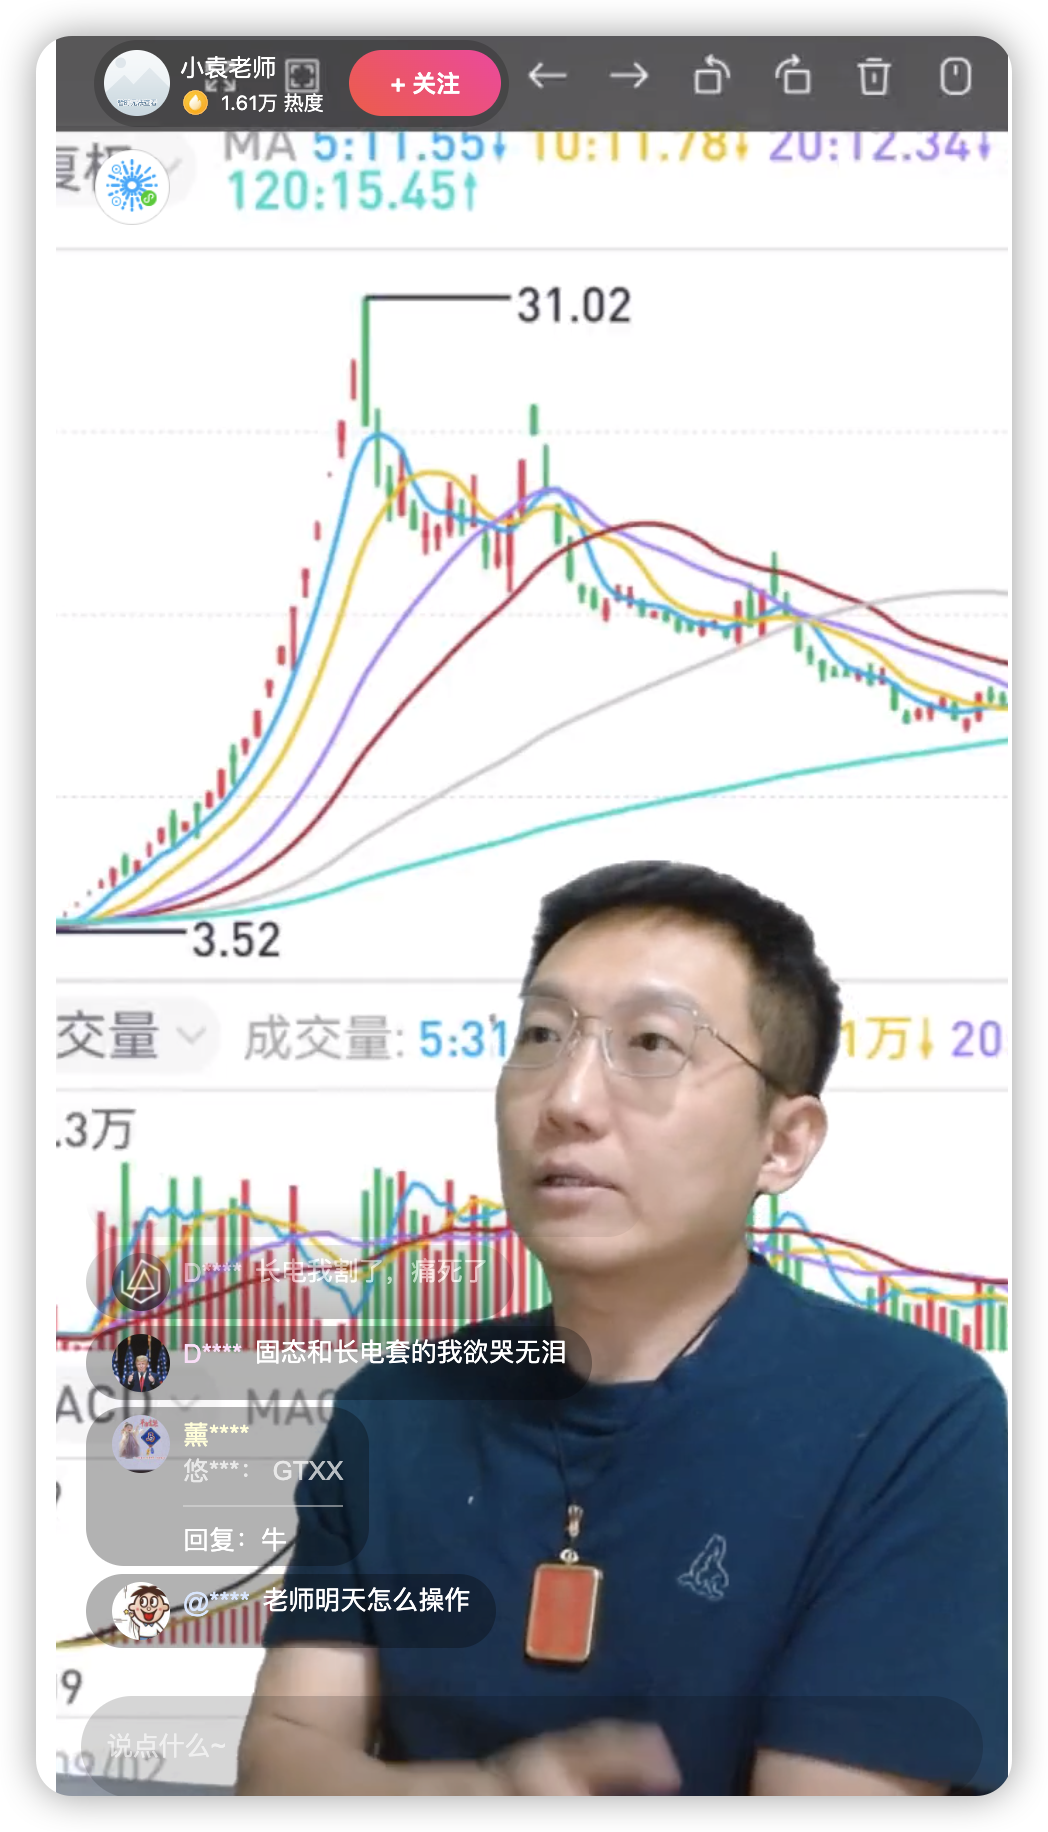 小袁老师
1.61万 热度
+ 关注
复权
MA 5:11.55↓ 10:11.78↓ 20:12.34↓
120:15.45↑
31.02
3.52
交量
成交量: 5:31
1万↓ 20
.3万
D**** 长电我割了，痛死了
D**** 固态和长电套的我欲哭无泪
ACD
MAC
薰****
悠***： GTXX
回复：牛
@**** 老师明天怎么操作
9
说点什么~
09/02